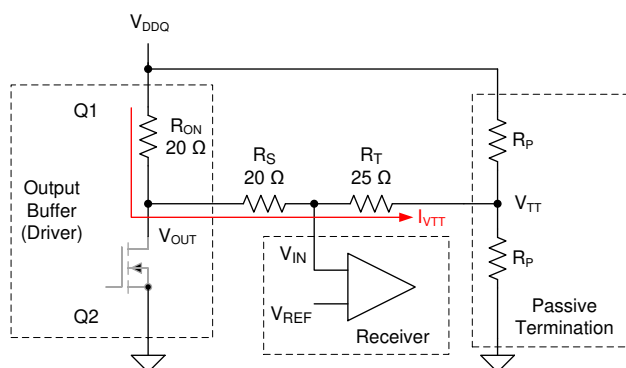 VDDQ
Q1
RON
20 Ω
RS
20 Ω
RT
25 Ω
RP
Output
Buffer
(Driver)
VOUT
IVTT
VTT
VIN
RP
VREF
Receiver
Q2
Passive
Termination